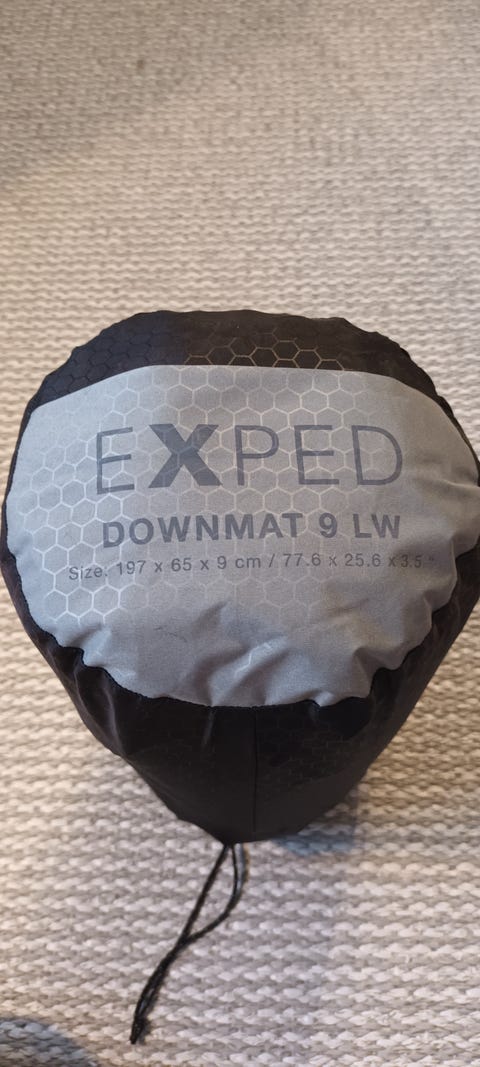 EXPED
DOWNMAT 9 LW
Size: 197 x 65 x 9 cm / 77.6 x 25.6 x 3.5 "